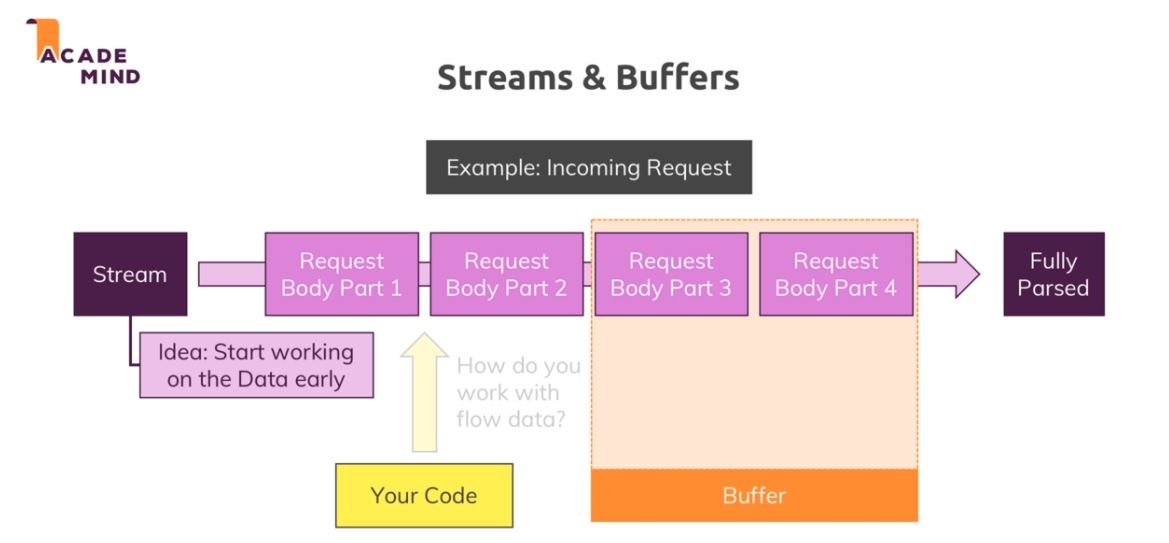 ACADE
MIND
Streams & Buffers
Example: Incoming Request
Stream
Request
Body Part 1
Request
Body Part 2
Request
Body Part 3
Request
Body Part 4
Fully
Parsed
Idea: Start working
on the Data early
How do you
work with
flow data?
Your Code
Buffer